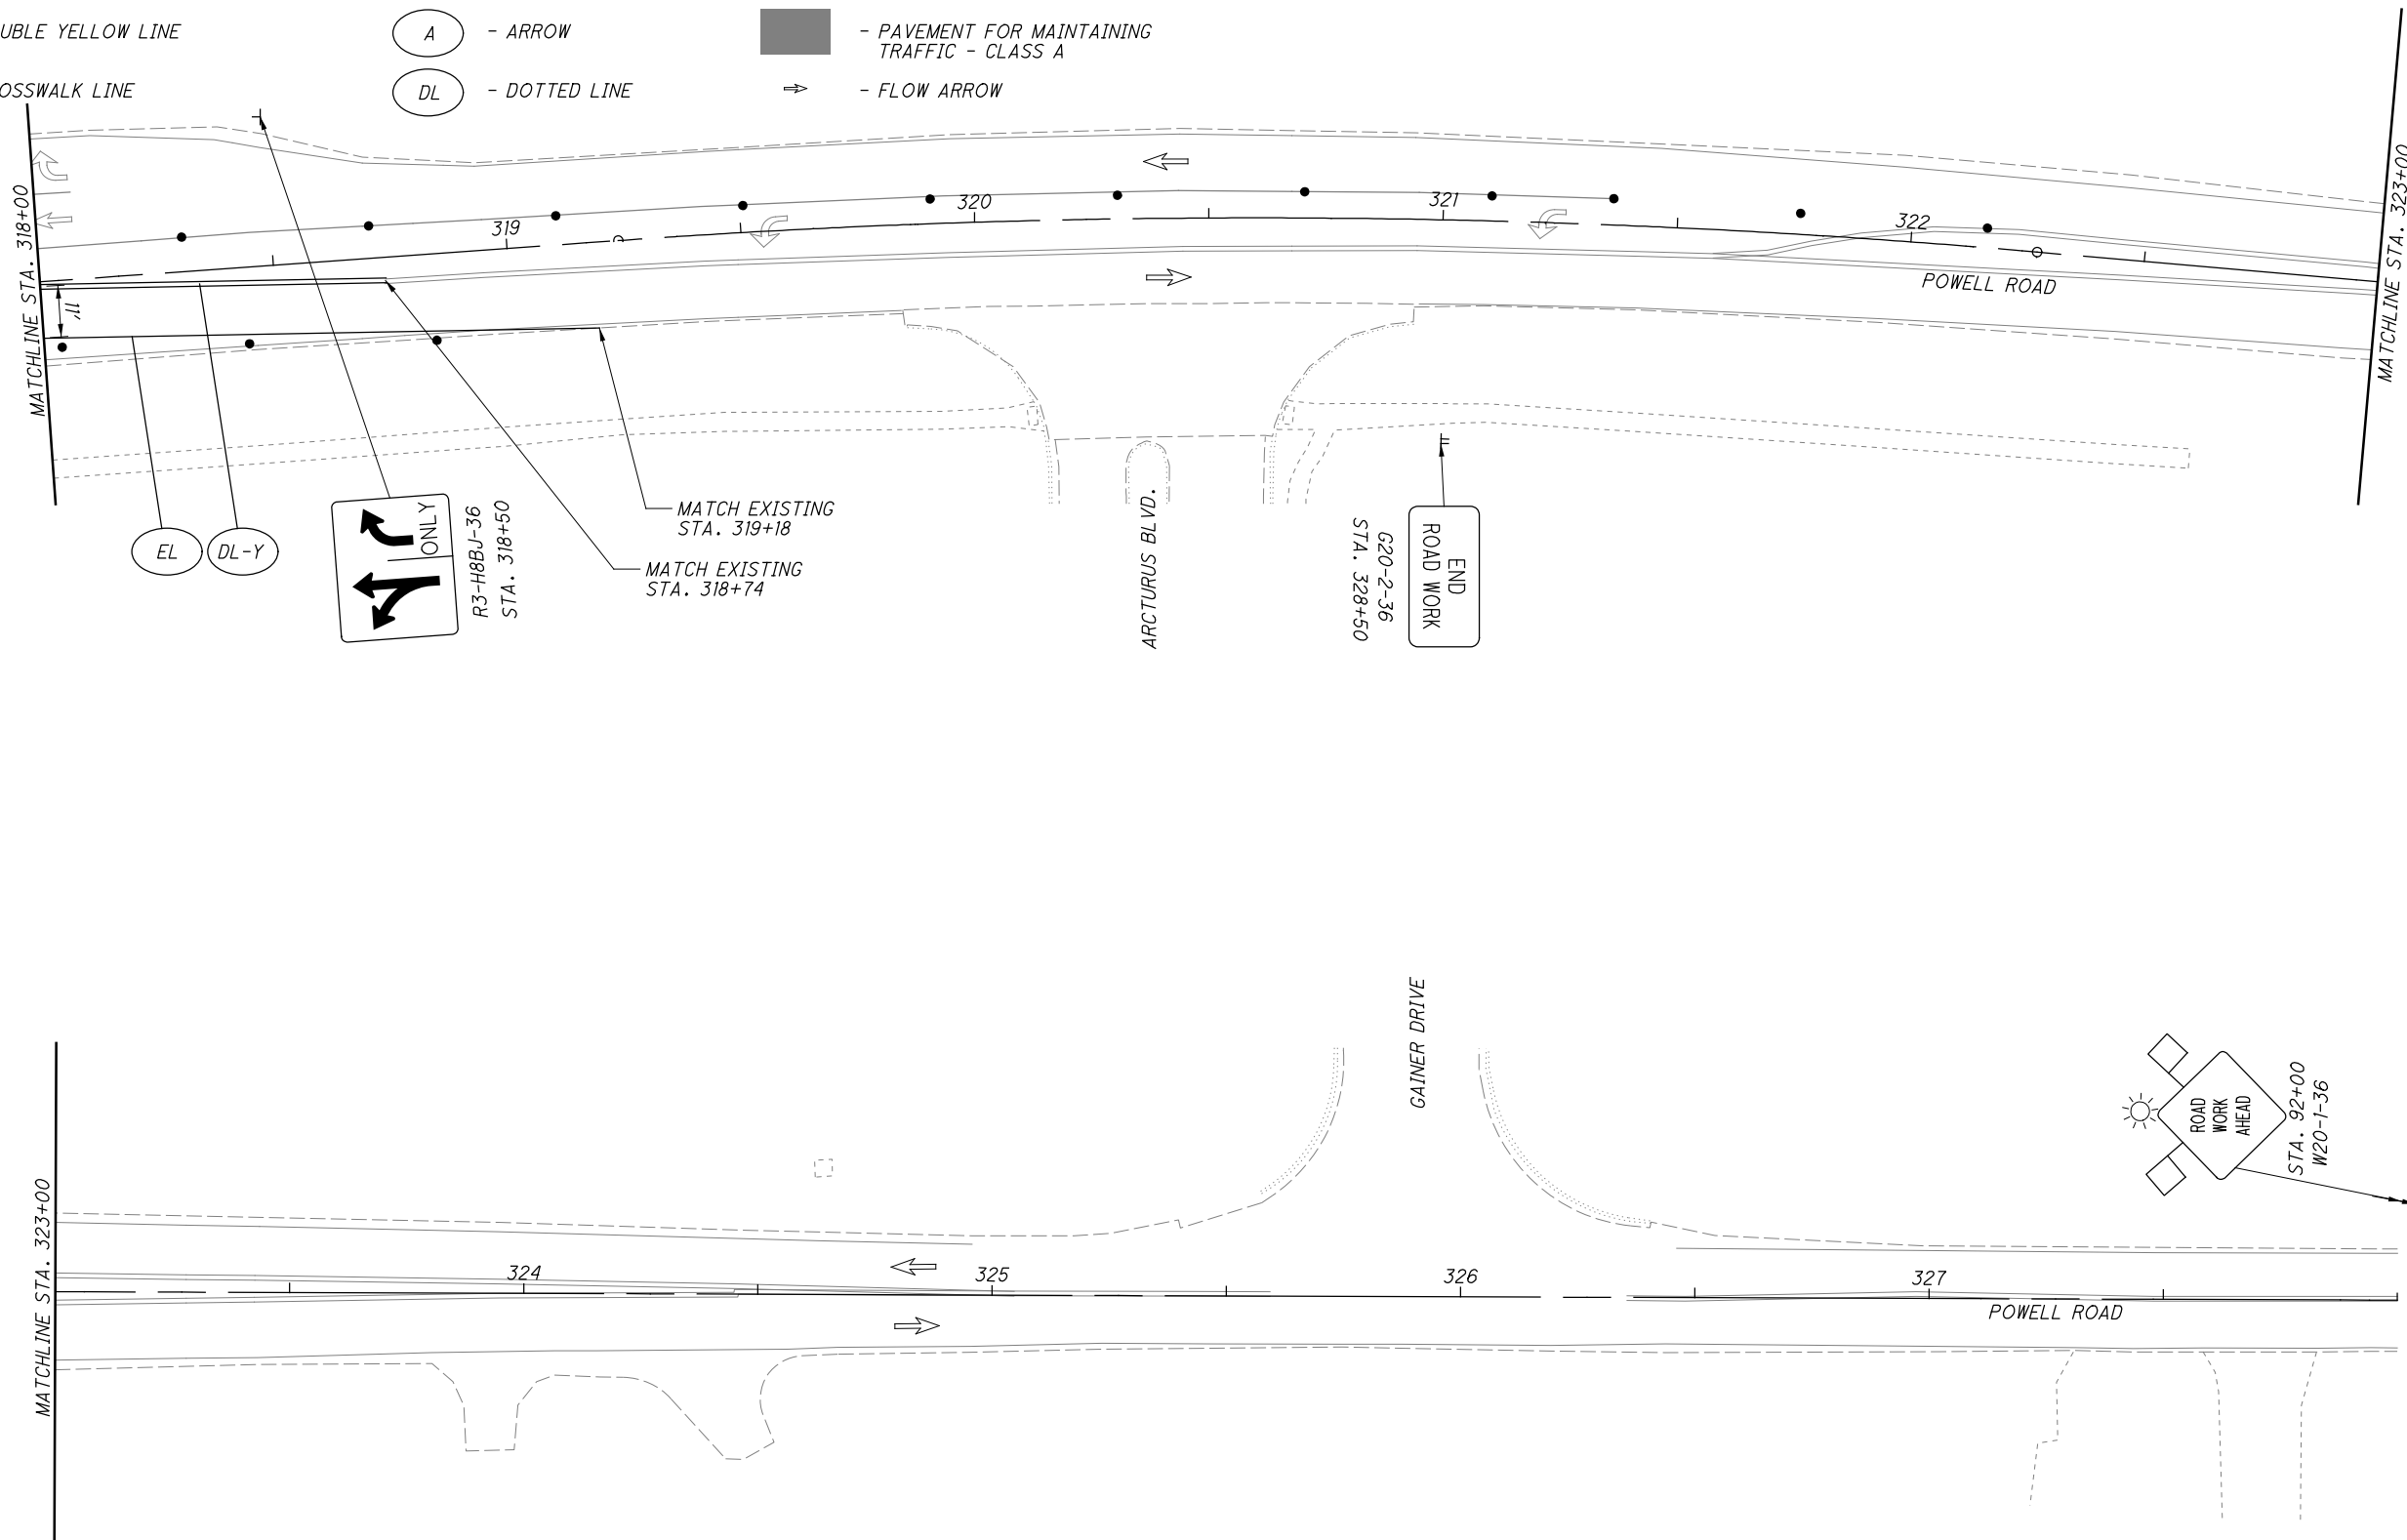 UBLE YELLOW LINE
A - ARROW
- PAVEMENT FOR MAINTAINING
TRAFFIC - CLASS A
OSSWALK LINE
DL - DOTTED LINE
- FLOW ARROW
MATCHLINE STA. 318+00
11'
319
320
321
322
POWELL ROAD
MATCHLINE STA. 323+00
EL
DL-Y
ONLY
R3-H8BJ-36
STA. 318+50
MATCH EXISTING
STA. 319+18
MATCH EXISTING
STA. 318+74
ARCTURUS BLVD.
END
ROAD WORK
G20-2-36
STA. 328+50
MATCHLINE STA. 323+00
324
325
326
327
GAINER DRIVE
POWELL ROAD
ROAD
WORK
AHEAD
STA. 92+00
W20-1-36